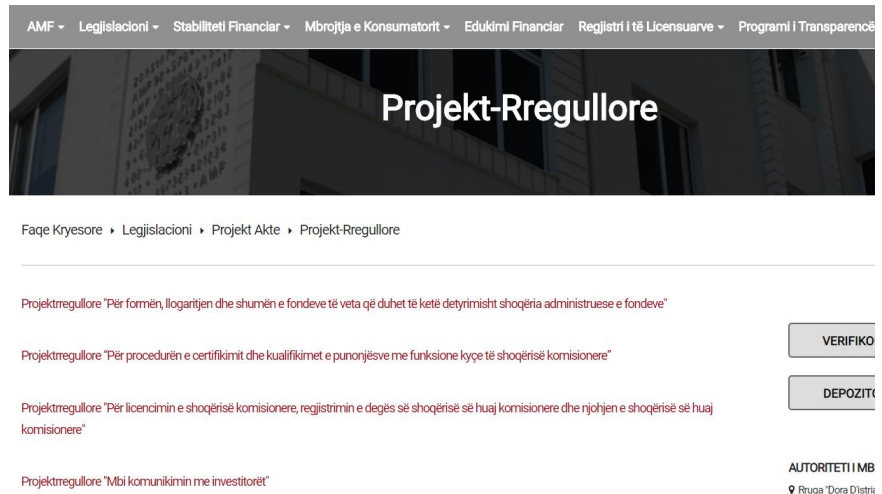 AMF Legjislacioni Stabiliteti Financiar Mbrojtja e Konsumatorit Edukimi Financiar Regjistri i të Licensuarve Programi i Transparencë
Projekt-Rregullore
Faqe Kryesore Legjislacioni Projekt Akte Projekt-Rregullore
Projektrregullore "Për formën, llogaritjen dhe shumën e fondeve të veta që duhet të ketë detyrimisht shoqëria administruese e fondeve"
VERIFIKO
Projektrregullore "Për procedurën e certifikimit dhe kualifikimet e punonjësve me funksione kyçe të shoqërisë komisionere"
DEPOZITO
Projektrregullore "Për licencimin e shoqërisë komisionere, regjistrimin e degës së shoqërisë së huaj komisionere dhe njohjen e shoqërisë së huaj
komisionere"
AUTORITETI I MB
Projektrregullore "Mbi komunikimin me investitorët"
Rruga "Dora D'istria